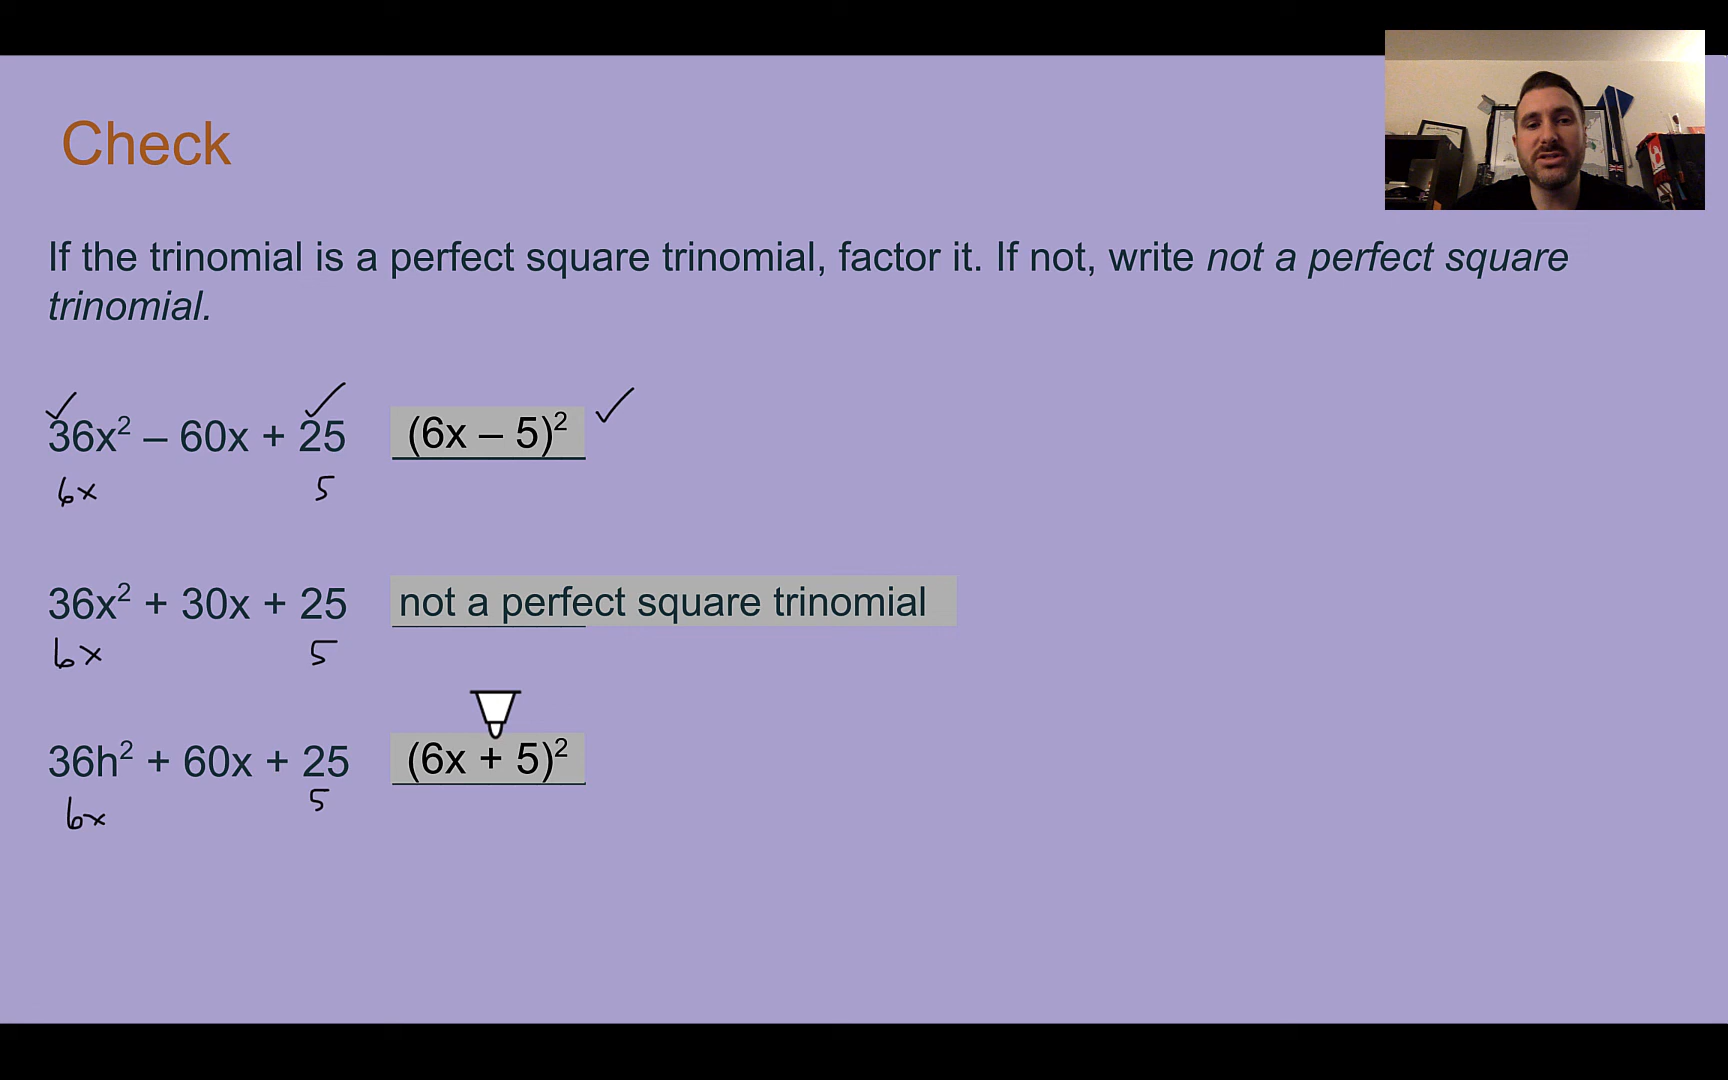 Check
If the trinomial is a perfect square trinomial, factor it. If not, write not a perfect square
trinomial.
36x² – 60x + 25 (6x – 5)²
6x 5
36x² + 30x + 25 not a perfect square trinomial
6x 5
36h² + 60x + 25 (6x + 5)²
6x 5